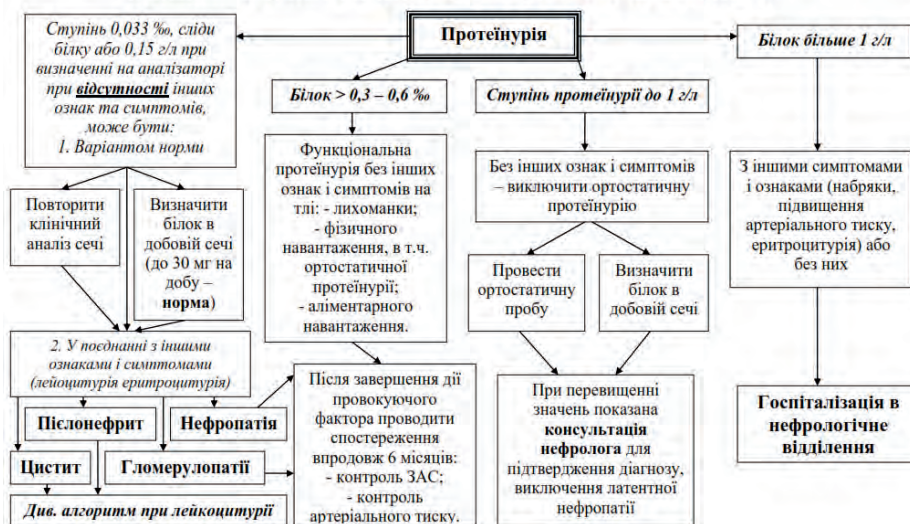 Протеїнурія
Ступінь 0,033 ‰, сліди
білку або 0,15 г/л при
визначенні на аналізаторі
при відсутності інших
ознак та симптомів,
може бути:
1. Варіантом норми
Повторити
клінічний
аналіз сечі
Визначити
білок в
добовій сечі
(до 30 мг на
добу –
норма)
2. У поєднанні з іншими
ознаками і симптомами
(лейоцитурія еритроцитурія)
Пієлонефрит
Нефропатія
Цистит
Гломерулопатії
Див. алгоритм при лейкоцитурії
Білок > 0,3 – 0,6 ‰
Функціональна
протеїнурія без інших
ознак і симптомів на
тлі: - лихоманки;
- фізичного
навантаження, в т.ч.
ортостатичної
протеїнурії;
- аліментарного
навантаження.
Після завершення дії
провокуючого
фактора проводити
спостереження
впродовж 6 місяців:
- контроль ЗАС;
- контроль
артеріального тиску.
Ступінь протеїнурії до 1 г/л
Без інших ознак і симптомів
– виключити ортостатичну
протеїнурію
Провести
ортостатичну
пробу
Визначити
білок в
добовій сечі
При перевищенні
значень показана
консультація
нефролога для
підтвердження діагнозу,
виключення латентної
нефропатії
Білок більше 1 г/л
З іншими симптомами
і ознаками (набряки,
підвищення
артеріального тиску,
еритроцитурія) або
без них
Госпіталізація в
нефрологічне
відділення